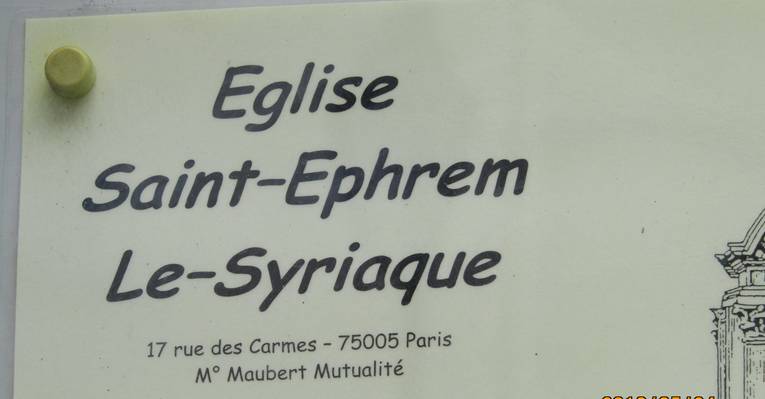 Eglise
Saint-Ephrem
Le-Syriaque
17 rue des Carmes - 75005 Paris
M° Maubert Mutualité